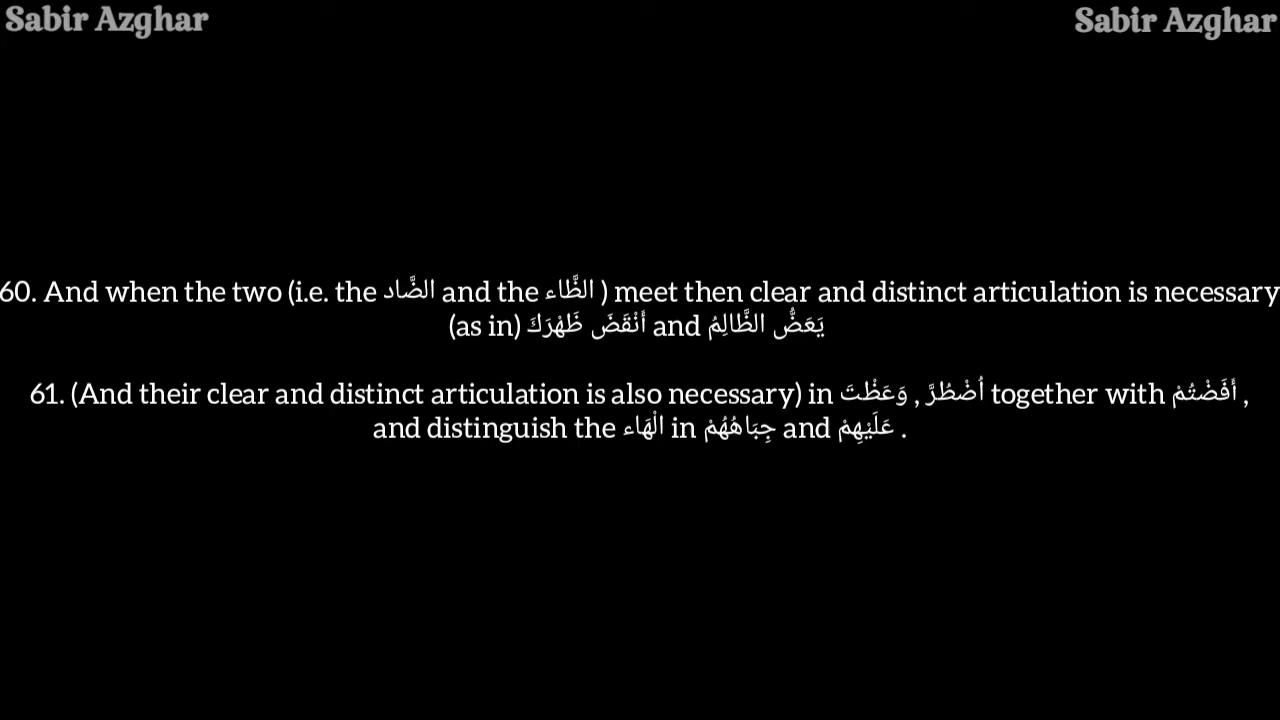 Sabir Azghar
Sabir Azghar
60. And when the two (i.e. the الضَّاد and the الظَّاء ) meet then clear and distinct articulation is necessary
(as in) أَنْقَضَ ظَهْرَكَ and يَعَضُّ الظَّالِمُ
61. (And their clear and distinct articulation is also necessary) in وَعَظْتَ , اُضْطُرَّ together with أَفَضْتُمْ ,
and distinguish the الْهَاء in جِبَاهُهُمْ and عَلَيْهِمْ .